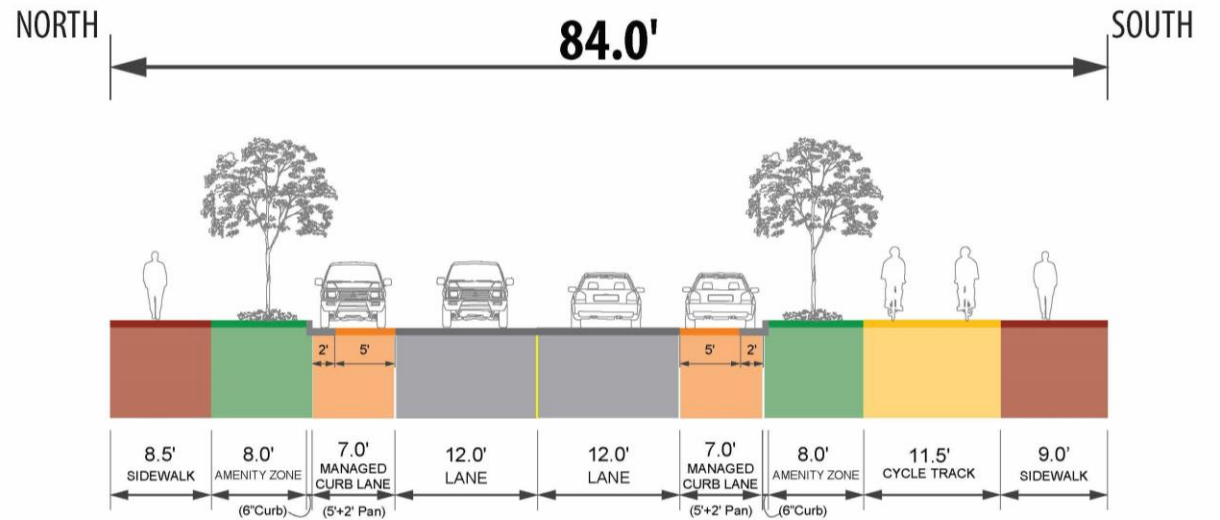 NORTH
SOUTH
84.0'
2'
5'
5'
2'
8.5'
SIDEWALK
8.0'
AMENITY ZONE
(6"Curb)
7.0'
MANAGED
CURB LANE
(5'+2' Pan)
12.0'
LANE
12.0'
LANE
7.0'
MANAGED
CURB LANE
(5'+2' Pan)
8.0'
AMENITY ZONE
(6"Curb)
11.5'
CYCLE TRACK
9.0'
SIDEWALK